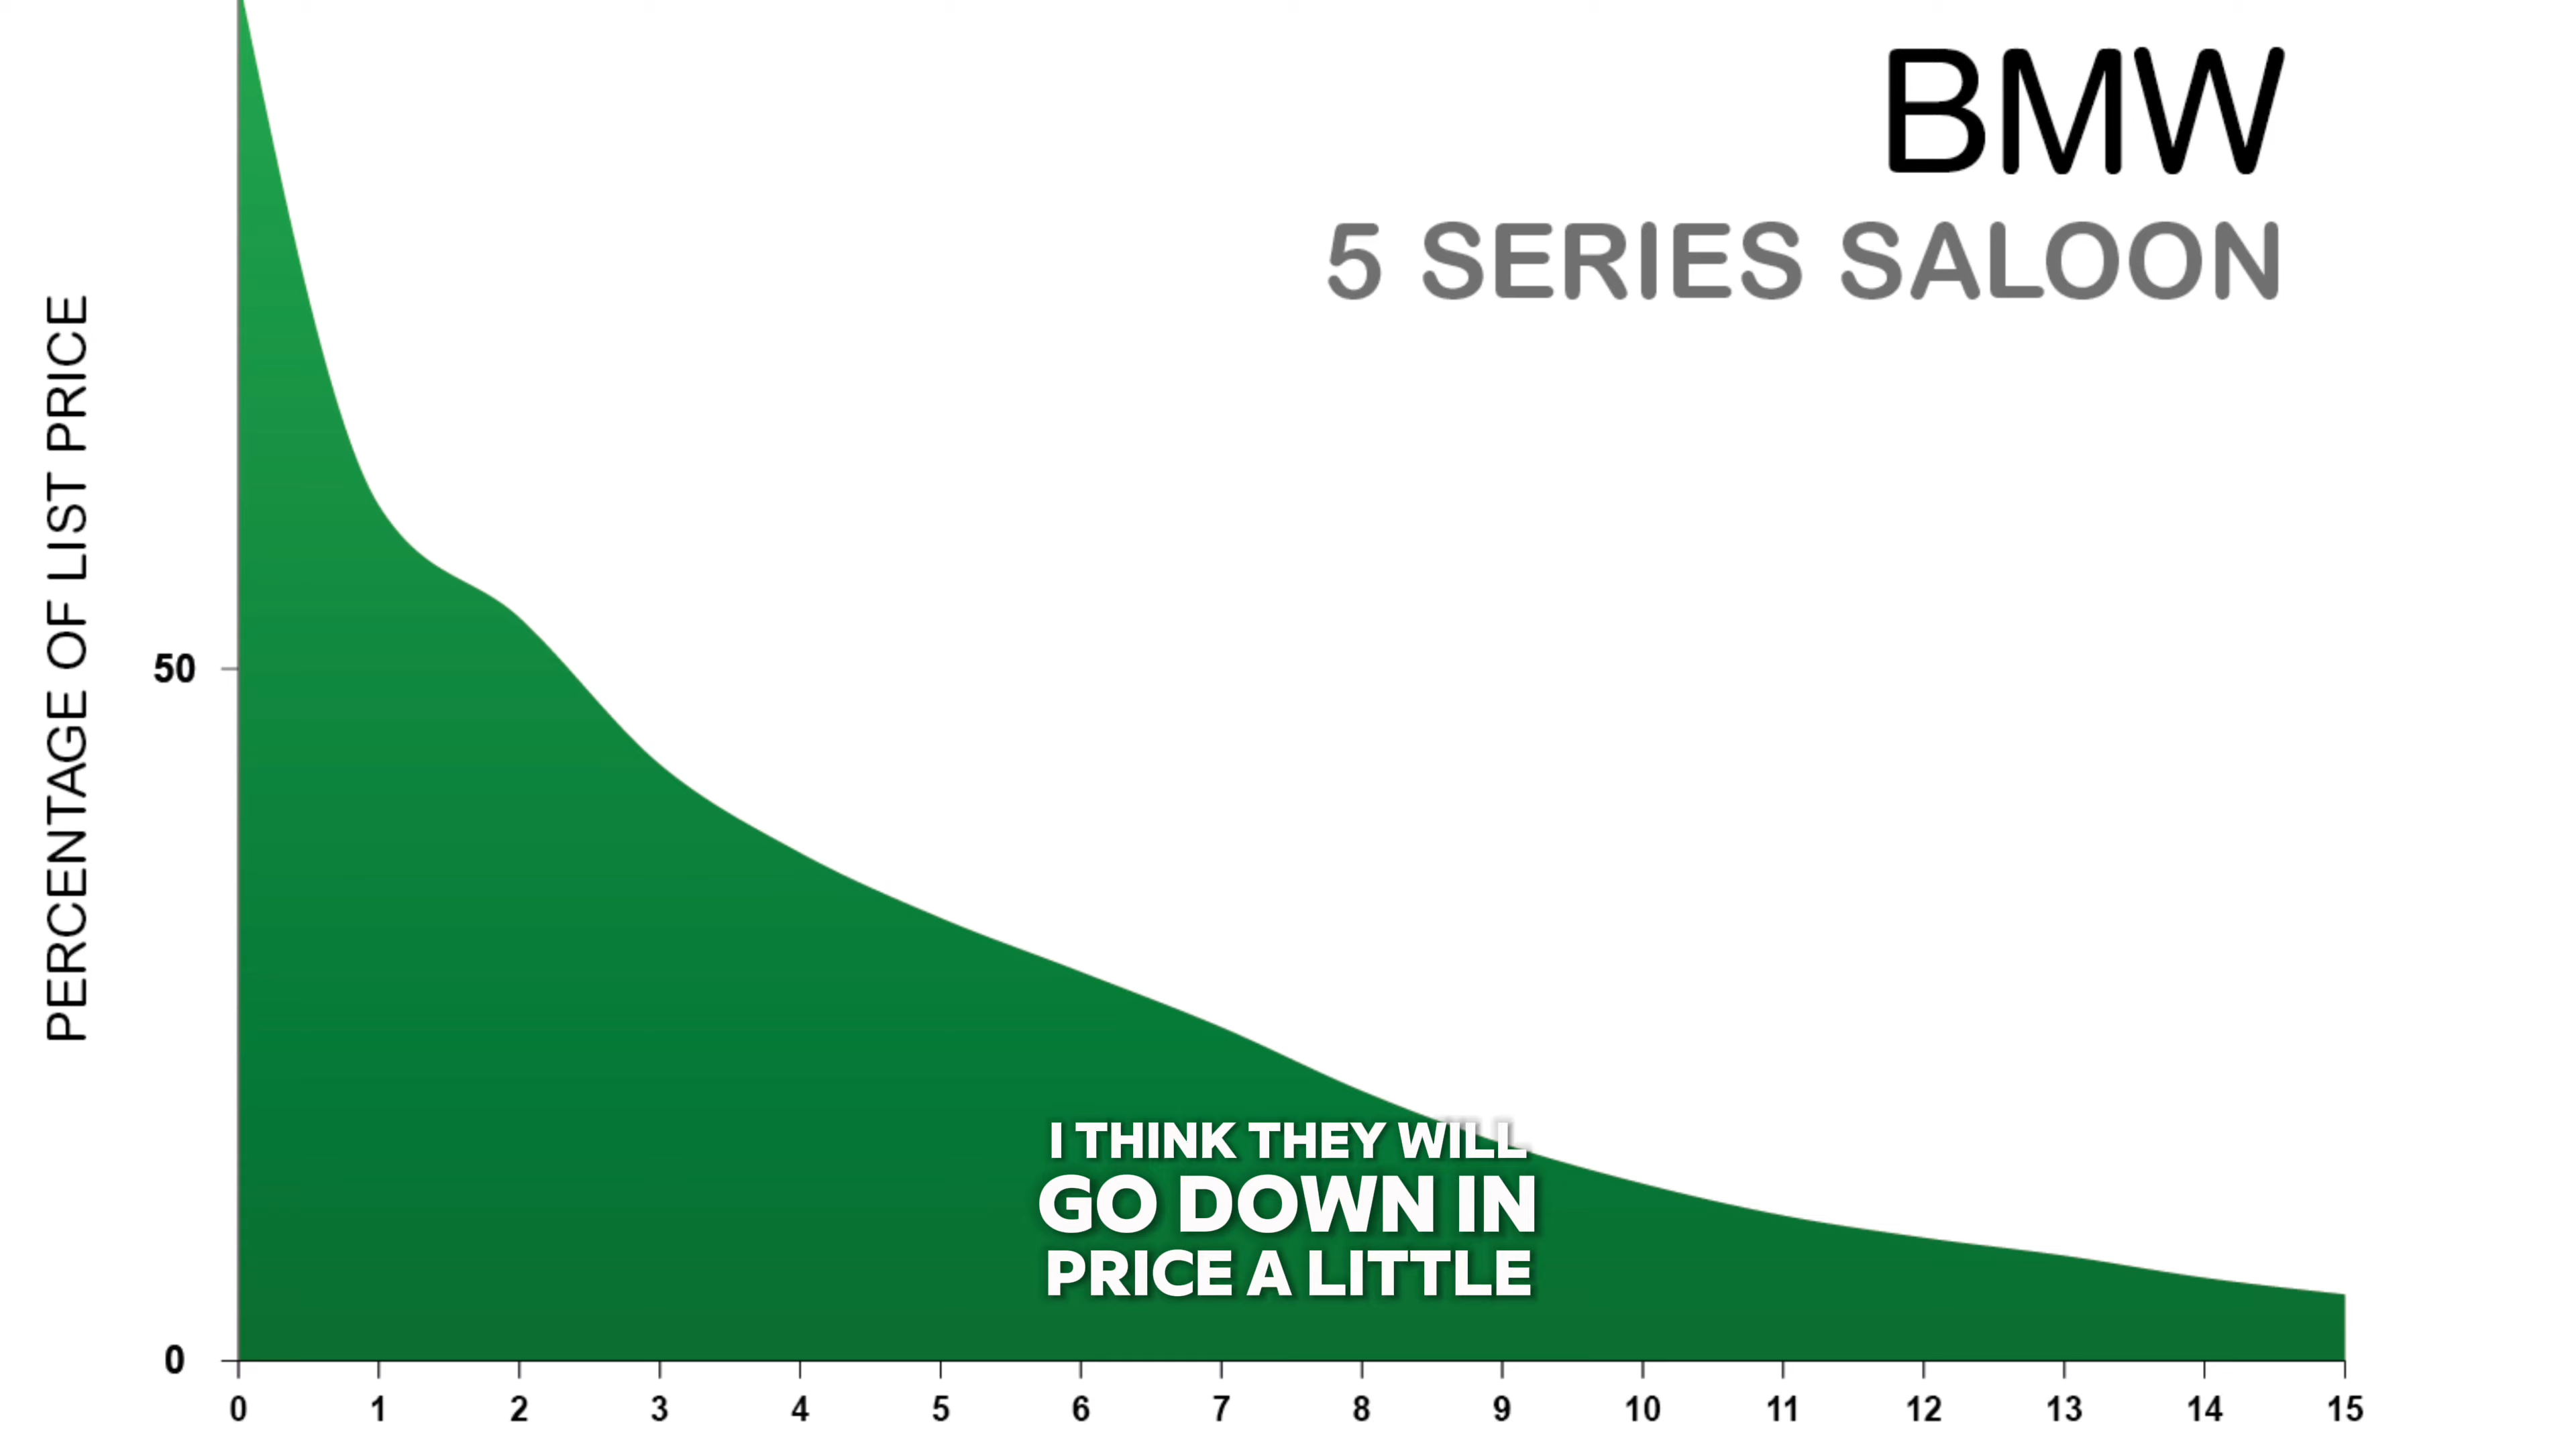 BMW
5 SERIES SALOON
PERCENTAGE OF LIST PRICE
50
0
I THINK THEY WILL
GO DOWN IN
PRICE A LITTLE
0 1 2 3 4 5 6 7 8 9 10 11 12 13 14 15